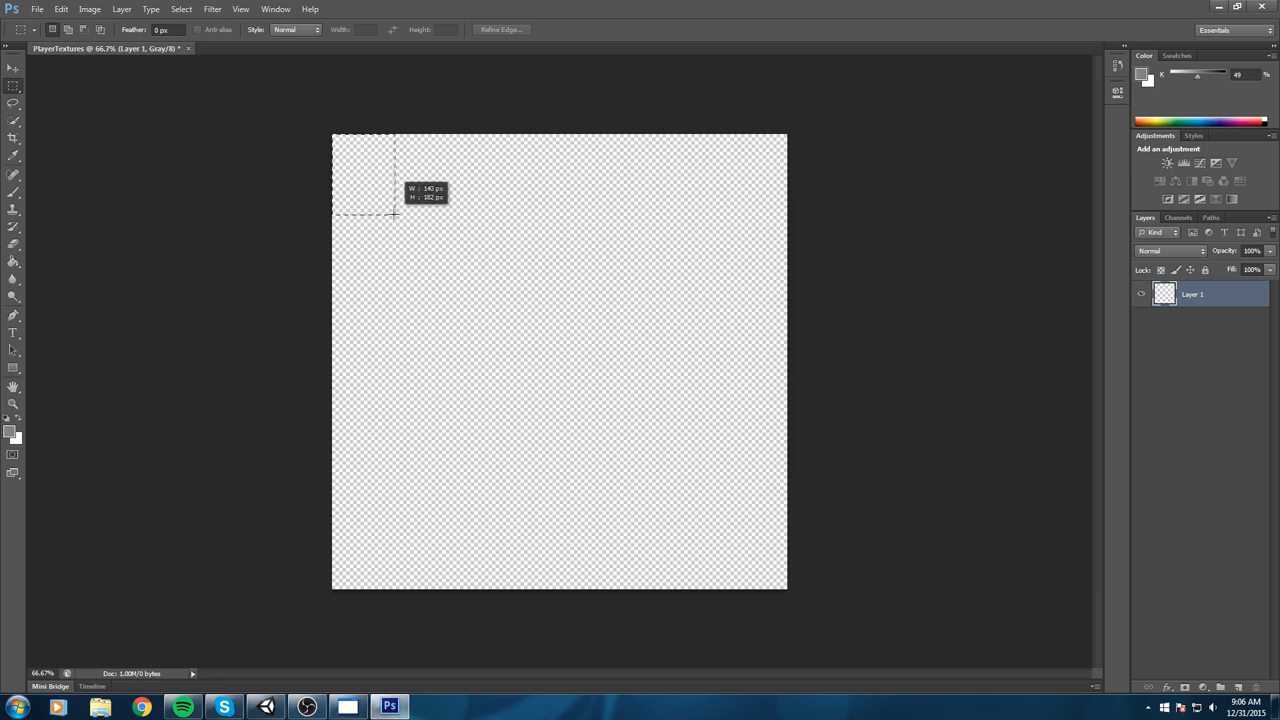 Ps File Edit Image Layer Type Select Filter View Window Help
Feather: 0 px Anti-alias Style: Normal Width: Height: Refine Edge... Essentials
PlayerTextures @ 66.7% (Layer 1, Gray/8) * ×
Color Swatches
K 49 %
W : 140 px
H : 182 px
Adjustments Styles
Add an adjustment
Layers Channels Paths
Kind
Normal Opacity: 100%
Lock: Fill: 100%
Layer 1
66.67% Doc: 1.00M/0 bytes
Mini Bridge Timeline
Ps
9:06 AM
12/31/2015